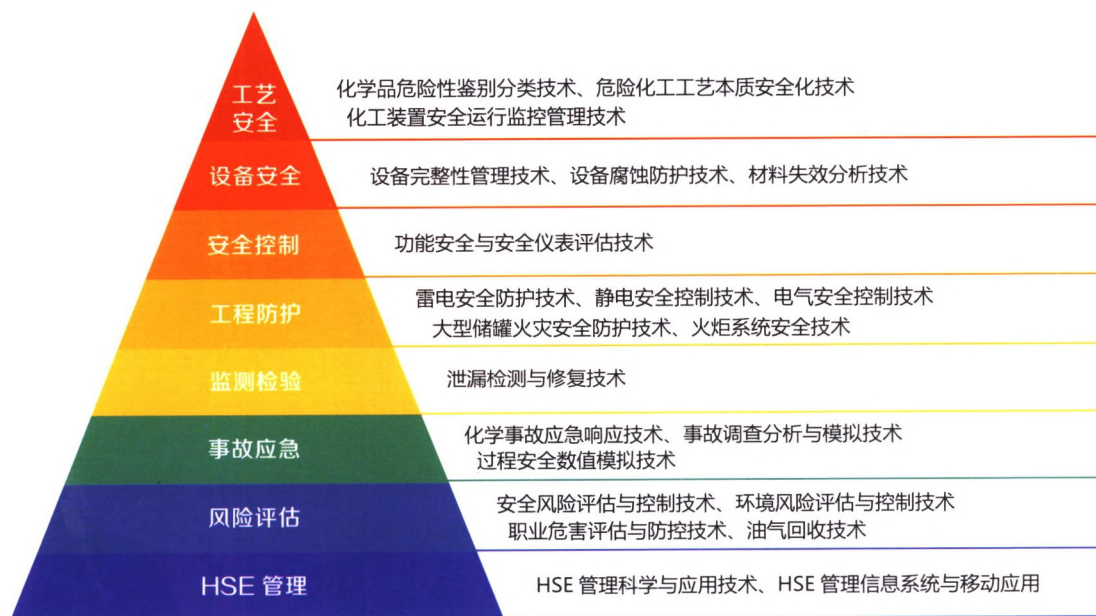 工艺
安全
化学品危险性鉴别分类技术、危险化工工艺本质安全化技术
化工装置安全运行监控管理技术
设备安全
设备完整性管理技术、设备腐蚀防护技术、材料失效分析技术
安全控制
功能安全与安全仪表评估技术
工程防护
雷电安全防护技术、静电安全控制技术、电气安全控制技术
大型储罐火灾安全防护技术、火炬系统安全技术
监测检验
泄漏检测与修复技术
事故应急
化学事故应急响应技术、事故调查分析与模拟技术
过程安全数值模拟技术
风险评估
安全风险评估与控制技术、环境风险评估与控制技术
职业危害评估与防控技术、油气回收技术
HSE 管理
HSE 管理科学与应用技术、HSE 管理信息系统与移动应用